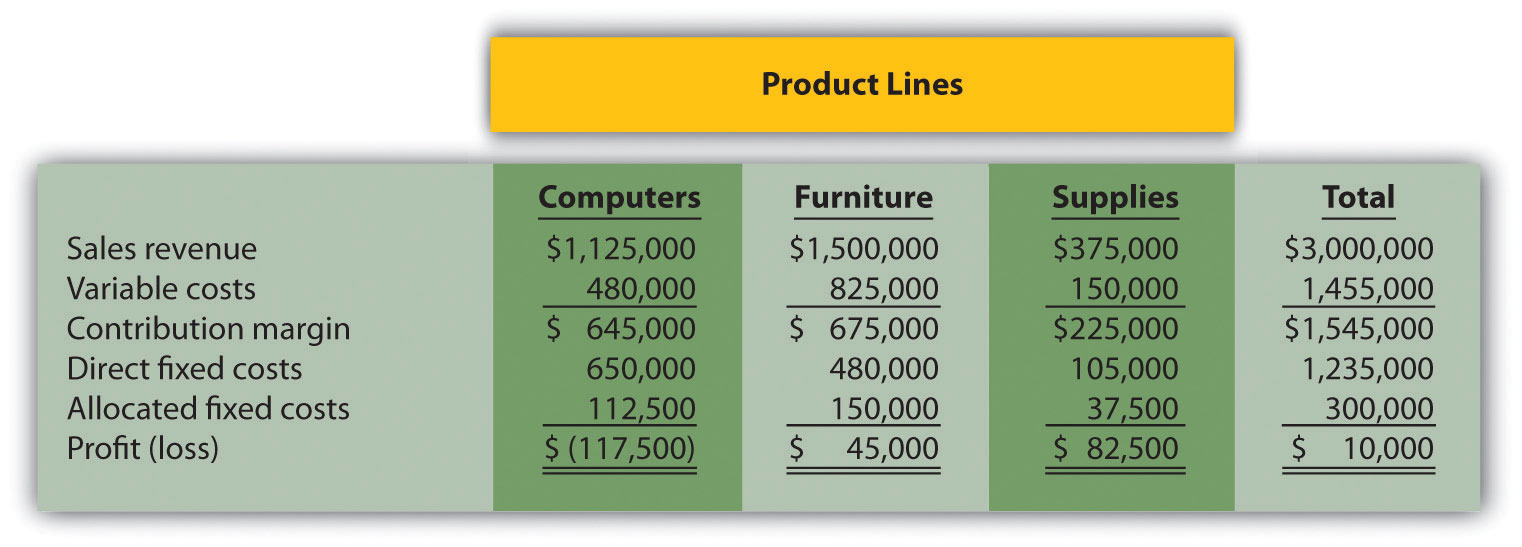 Product Lines
Computers Furniture Supplies Total
Sales revenue $1,125,000 $1,500,000 $375,000 $3,000,000
Variable costs 480,000 825,000 150,000 1,455,000
Contribution margin $ 645,000 $ 675,000 $225,000 $1,545,000
Direct fixed costs 650,000 480,000 105,000 1,235,000
Allocated fixed costs 112,500 150,000 37,500 300,000
Profit (loss) $ (117,500) $ 45,000 $ 82,500 $ 10,000